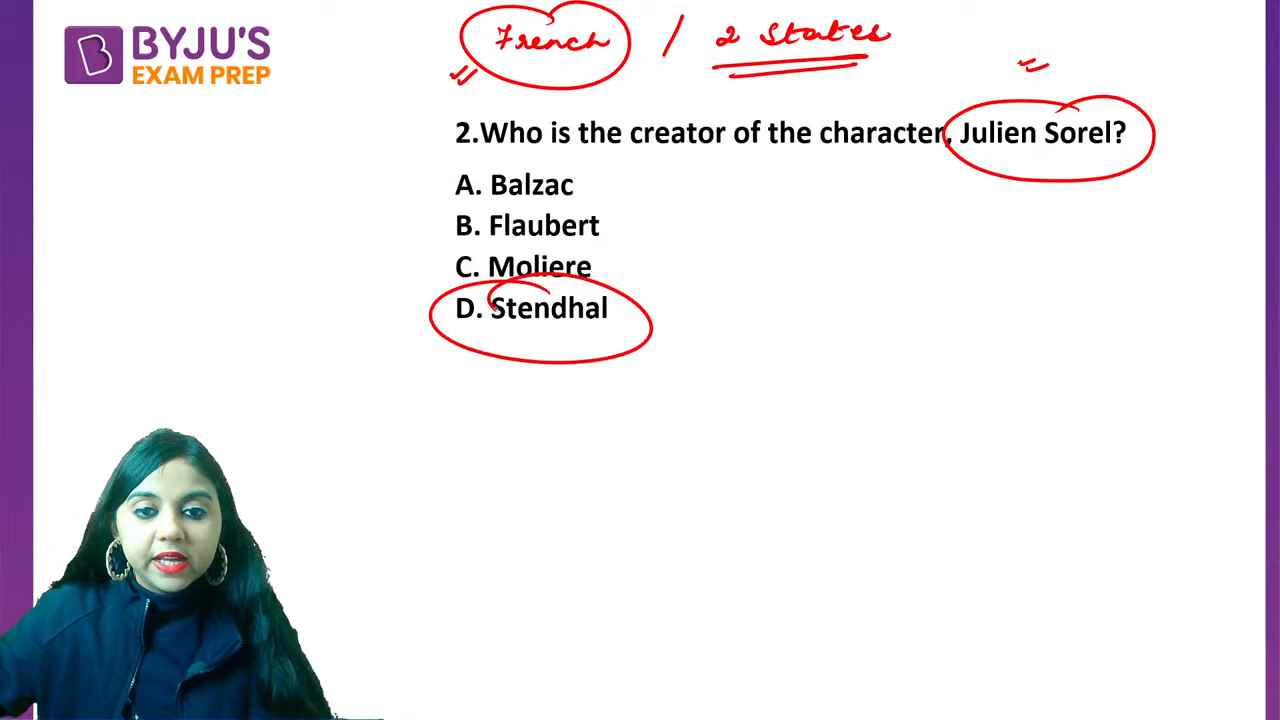 BYJU'S
EXAM PREP
French / 2 States
2.Who is the creator of the character, Julien Sorel?
A. Balzac
B. Flaubert
C. Moliere
D. Stendhal